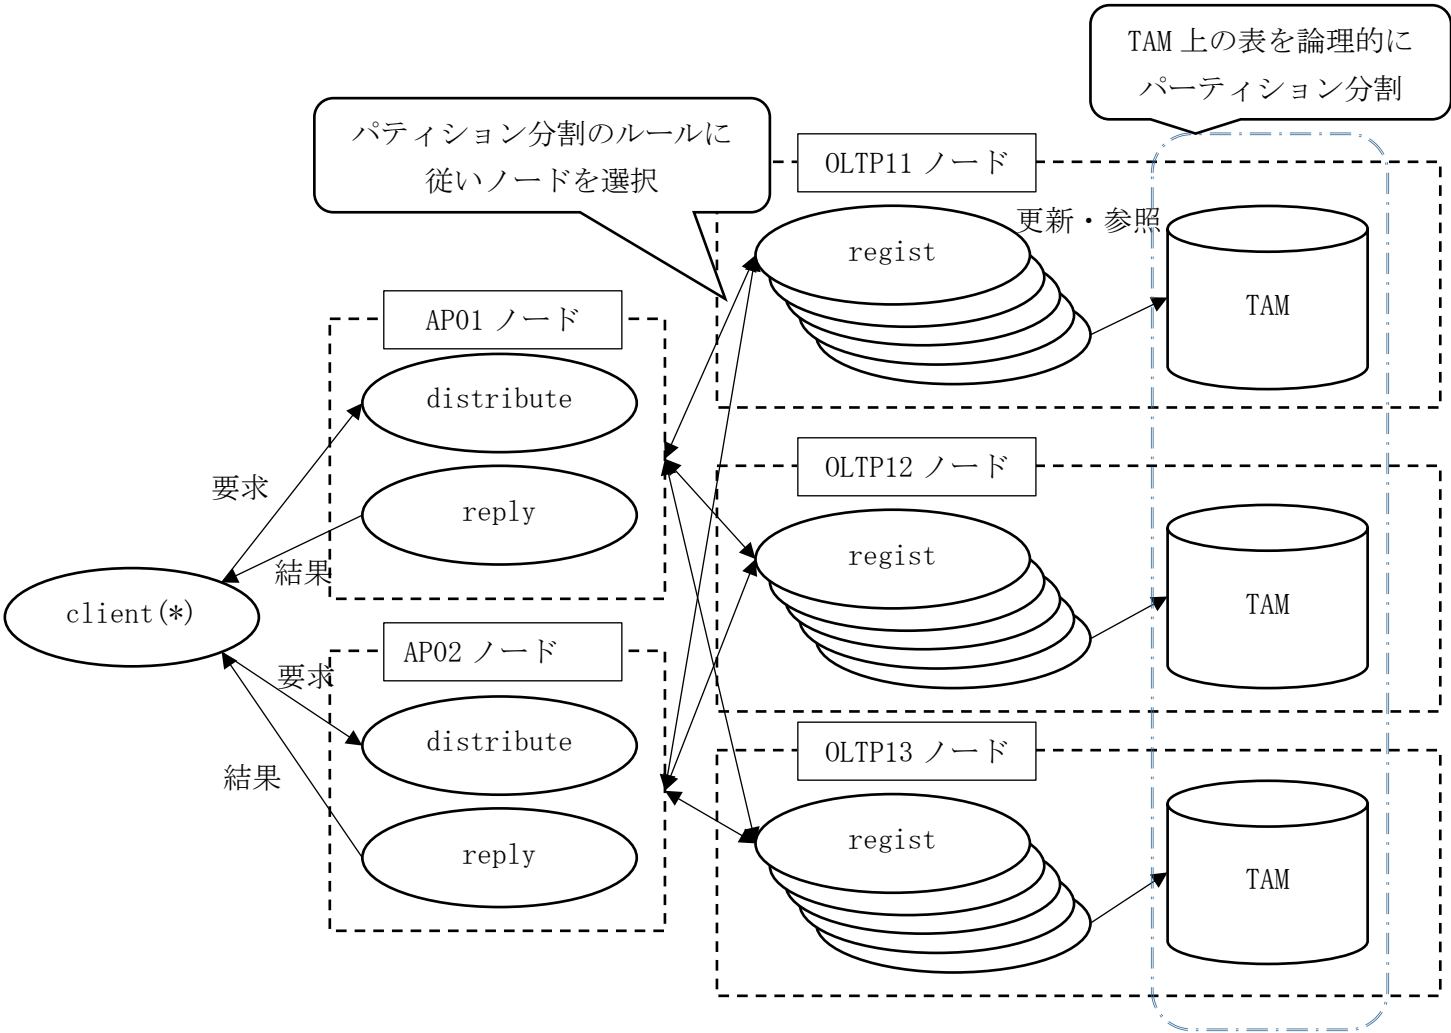 TAM 上の表を論理的に
パーティション分割
パティション分割のルールに
従いノードを選択
OLTP11 ノード
regist
更新・参照
TAM
AP01 ノード
distribute
reply
要求
結果
client(*)
OLTP12 ノード
regist
TAM
AP02 ノード
要求
distribute
結果
reply
OLTP13 ノード
regist
TAM